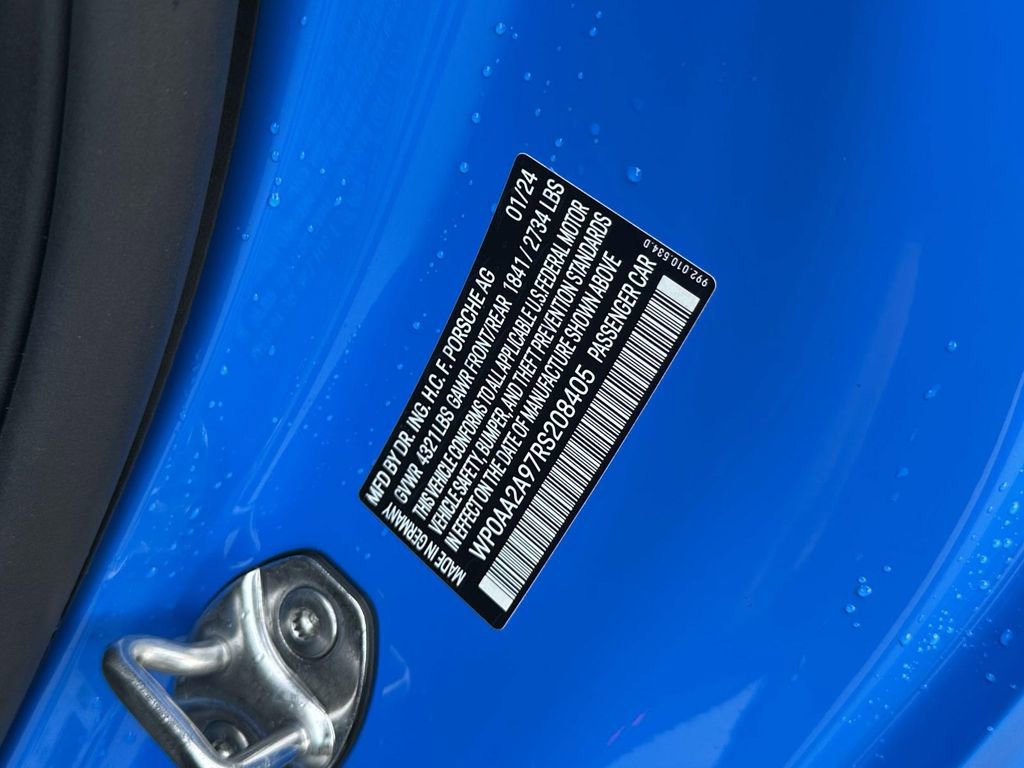 MFD BY DR. ING. H.C. F. PORSCHE AG 01/24
GVWR 4321 LBS GAWR FRONT/REAR 1841 / 2734 LBS
THIS VEHICLE CONFORMS TO ALL APPLICABLE U.S. FEDERAL MOTOR
VEHICLE SAFETY, BUMPER, AND THEFT PREVENTION STANDARDS
IN EFFECT ON THE DATE OF MANUFACTURE SHOWN ABOVE
WP0AA2A97RS208405 PASSENGER CAR
MADE IN GERMANY
992.010.534.D